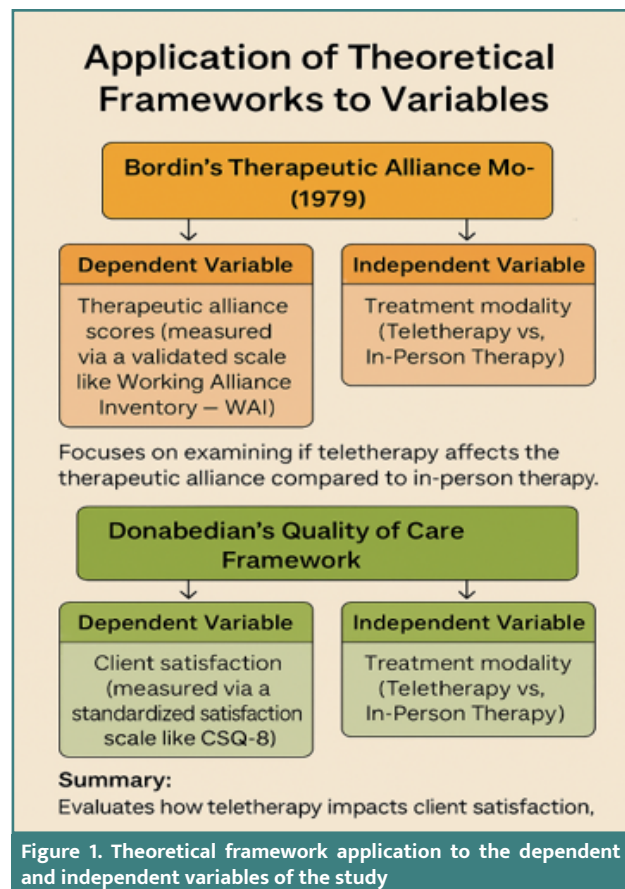 Application of Theoretical
Frameworks to Variables
Bordin's Therapeutic Alliance Mo-
(1979)
Dependent Variable
Therapeutic alliance
scores (measured
via a validated scale
like Working Alliance
Inventory – WAI)
Independent Variable
Treatment modality
(Teletherapy vs,
In-Person Therapy)
Focuses on examining if teletherapy affects the
therapeutic alliance compared to in-person therapy.
Donabedian's Quality of Care
Framework
Dependent Variable
Client satisfaction
(measured via a
standardized satisfaction
scale like CSQ-8)
Independent Variable
Treatment modality
(Teletherapy vs,
In-Person Therapy)
Summary:
Evaluates how teletherapy impacts client satisfaction,
Figure 1. Theoretical framework application to the dependent
and independent variables of the study